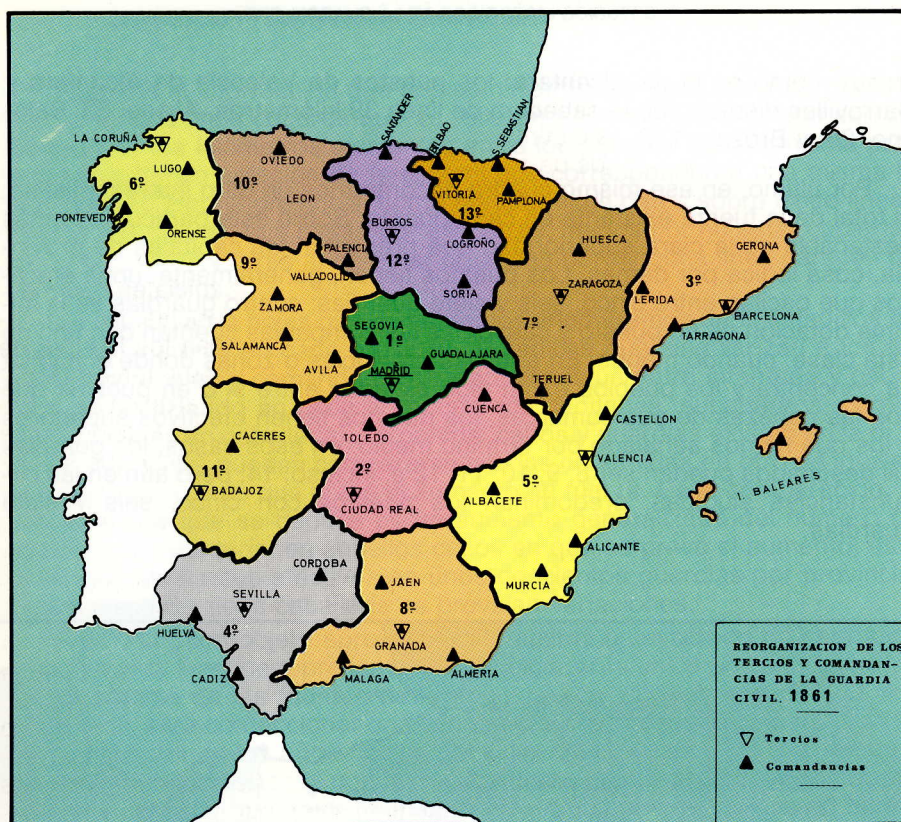 SANTANDER
BILBAO
S. SEBASTIAN
LA CORUÑA
LUGO
6º
PONTEVEDRA
ORENSE
OVIEDO
10º
LEON
PALENCIA
BURGOS
12º
LOGROÑO
SORIA
VITORIA
13º
PAMPLONA
HUESCA
ZARAGOZA
7º
TERUEL
GERONA
3º
LERIDA
BARCELONA
TARRAGONA
9º
VALLADOLID
ZAMORA
SALAMANCA
AVILA
SEGOVIA
1º
GUADALAJARA
MADRID
CUENCA
TOLEDO
2º
CIUDAD REAL
CASTELLON
VALENCIA
5º
ALBACETE
ALICANTE
MURCIA
I. BALEARES
CACERES
11º
BADAJOZ
CORDOBA
SEVILLA
4º
HUELVA
CADIZ
JAEN
8º
GRANADA
MALAGA
ALMERIA
REORGANIZACION DE LOS
TERCIOS Y COMANDAN-
CIAS DE LA GUARDIA
CIVIL. 1861
Tercios
Comandancias